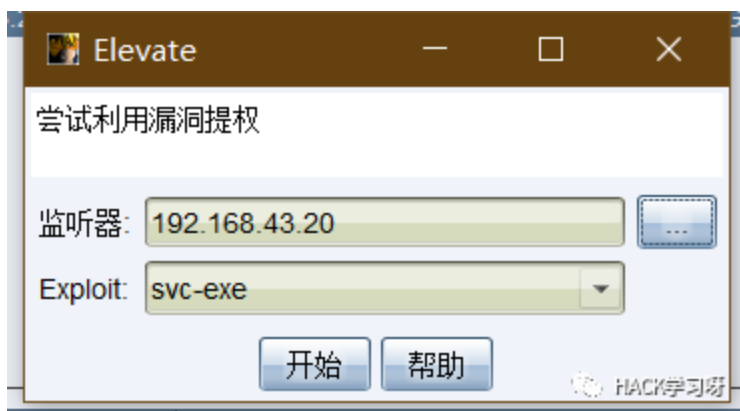 Elevate
尝试利用漏洞提权
监听器: 192.168.43.20 ...
Exploit: svc-exe
开始 帮助
HACK学习呀